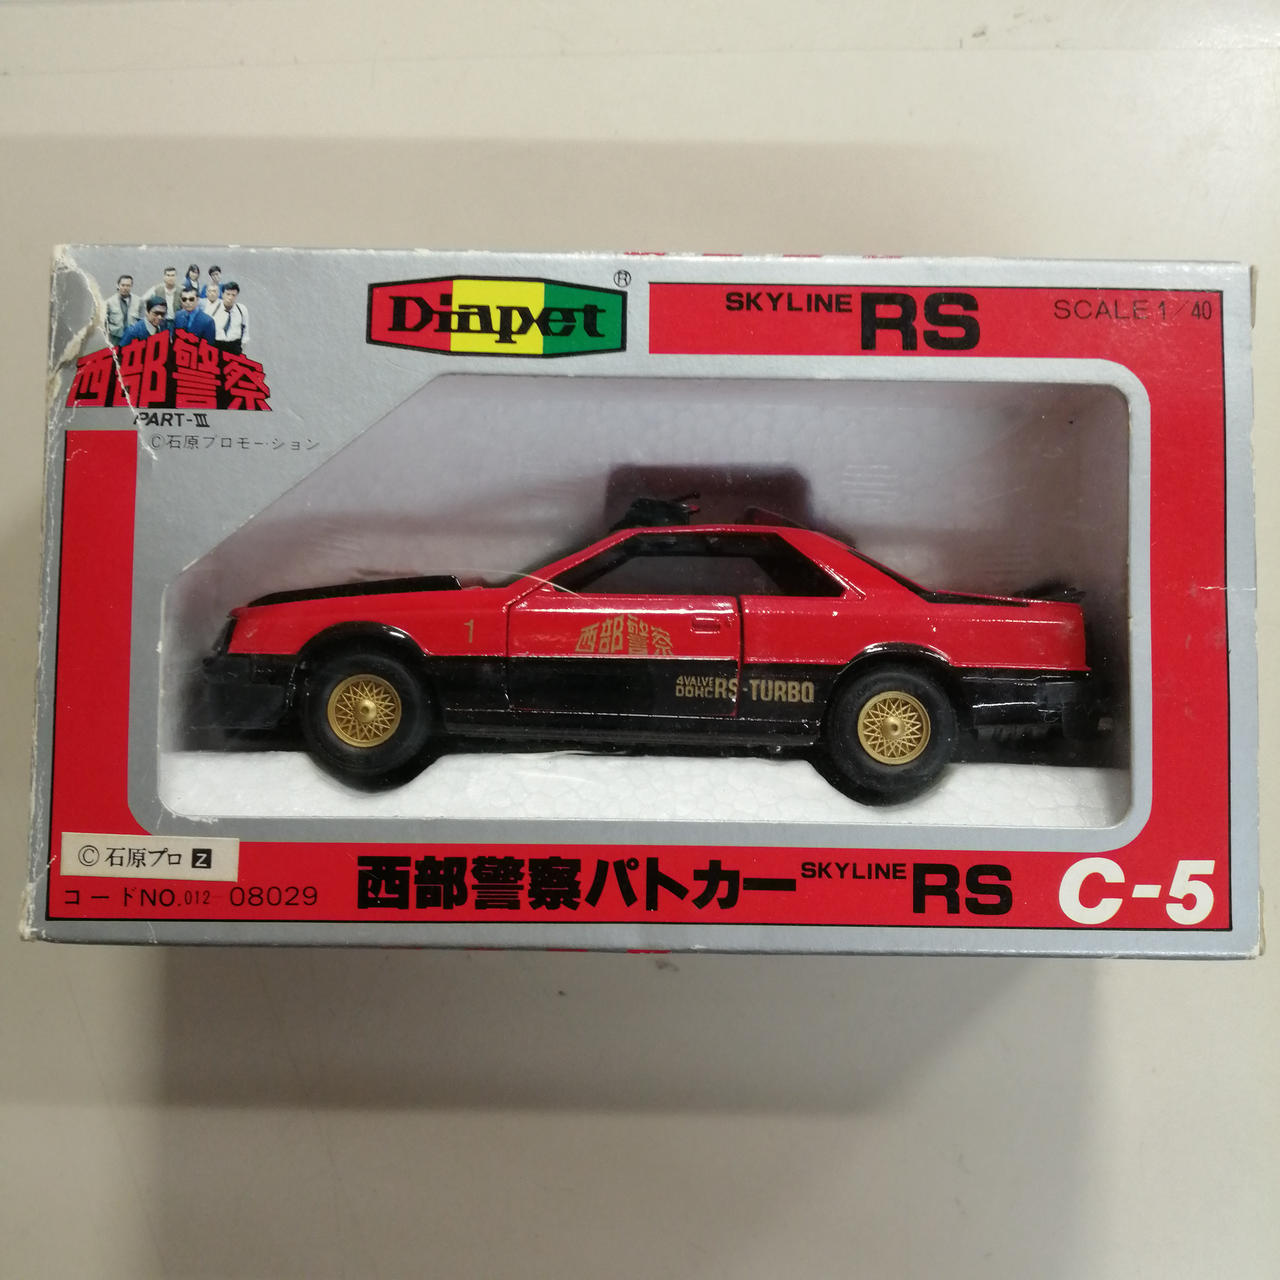 Diapet®
SKYLINE RS
SCALE 1/40
西部警察
PART-III
©石原プロモーション
1
西部警察
4VALVE
DOHC RS-TURBO
©石原プロ Z
コードNO.012-08029
西部警察パトカー SKYLINE RS C-5